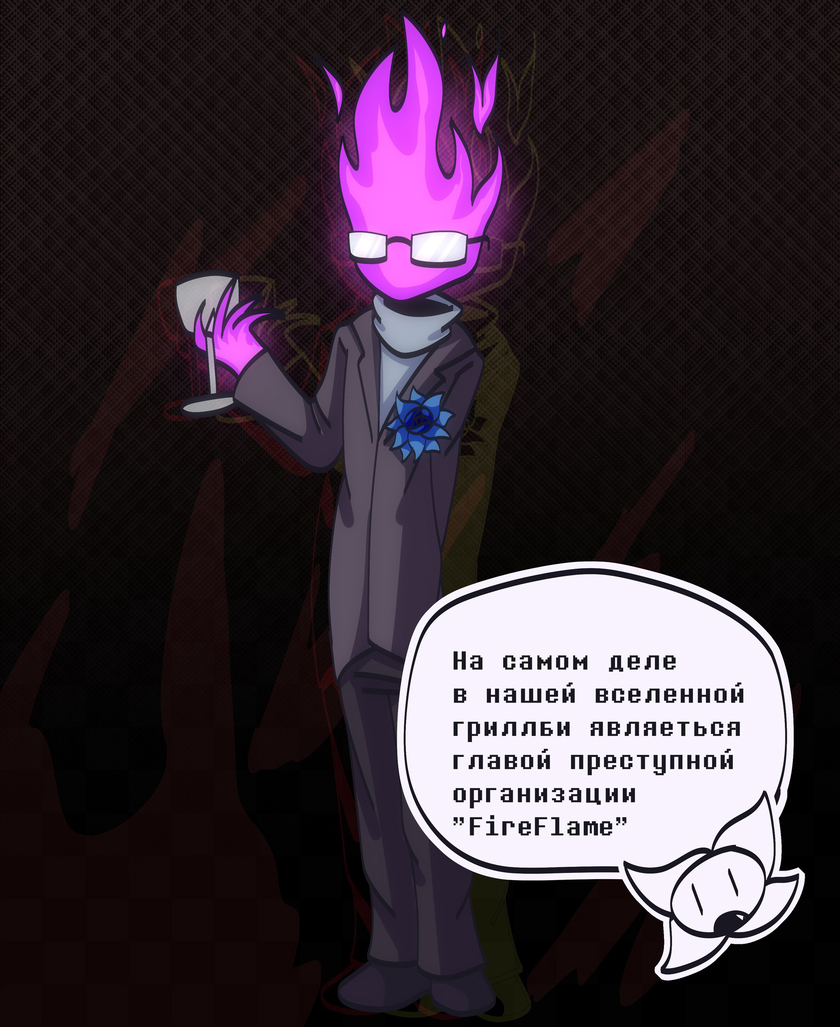 На самом деле
в нашей вселенной
гриллби являеться
главой преступной
организации
"FireFlame"